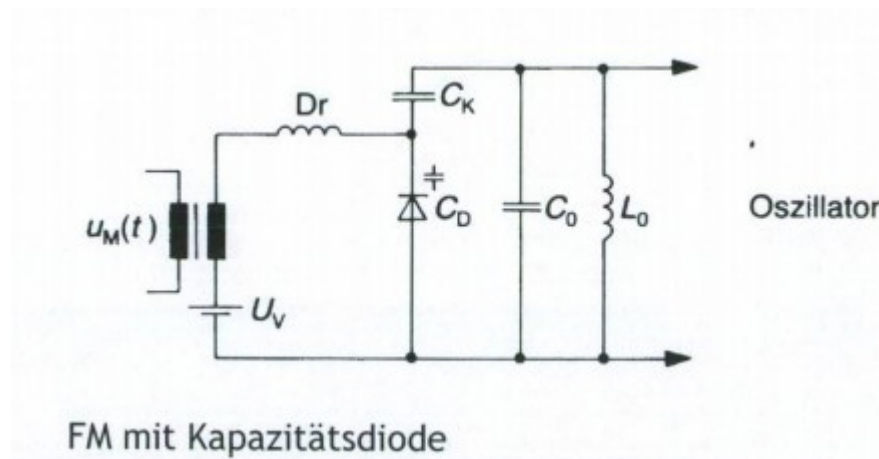 Dr
C_K
C_D
C_0
L_0
Oszillator
u_M(t)
U_V
FM mit Kapazitätsdiode